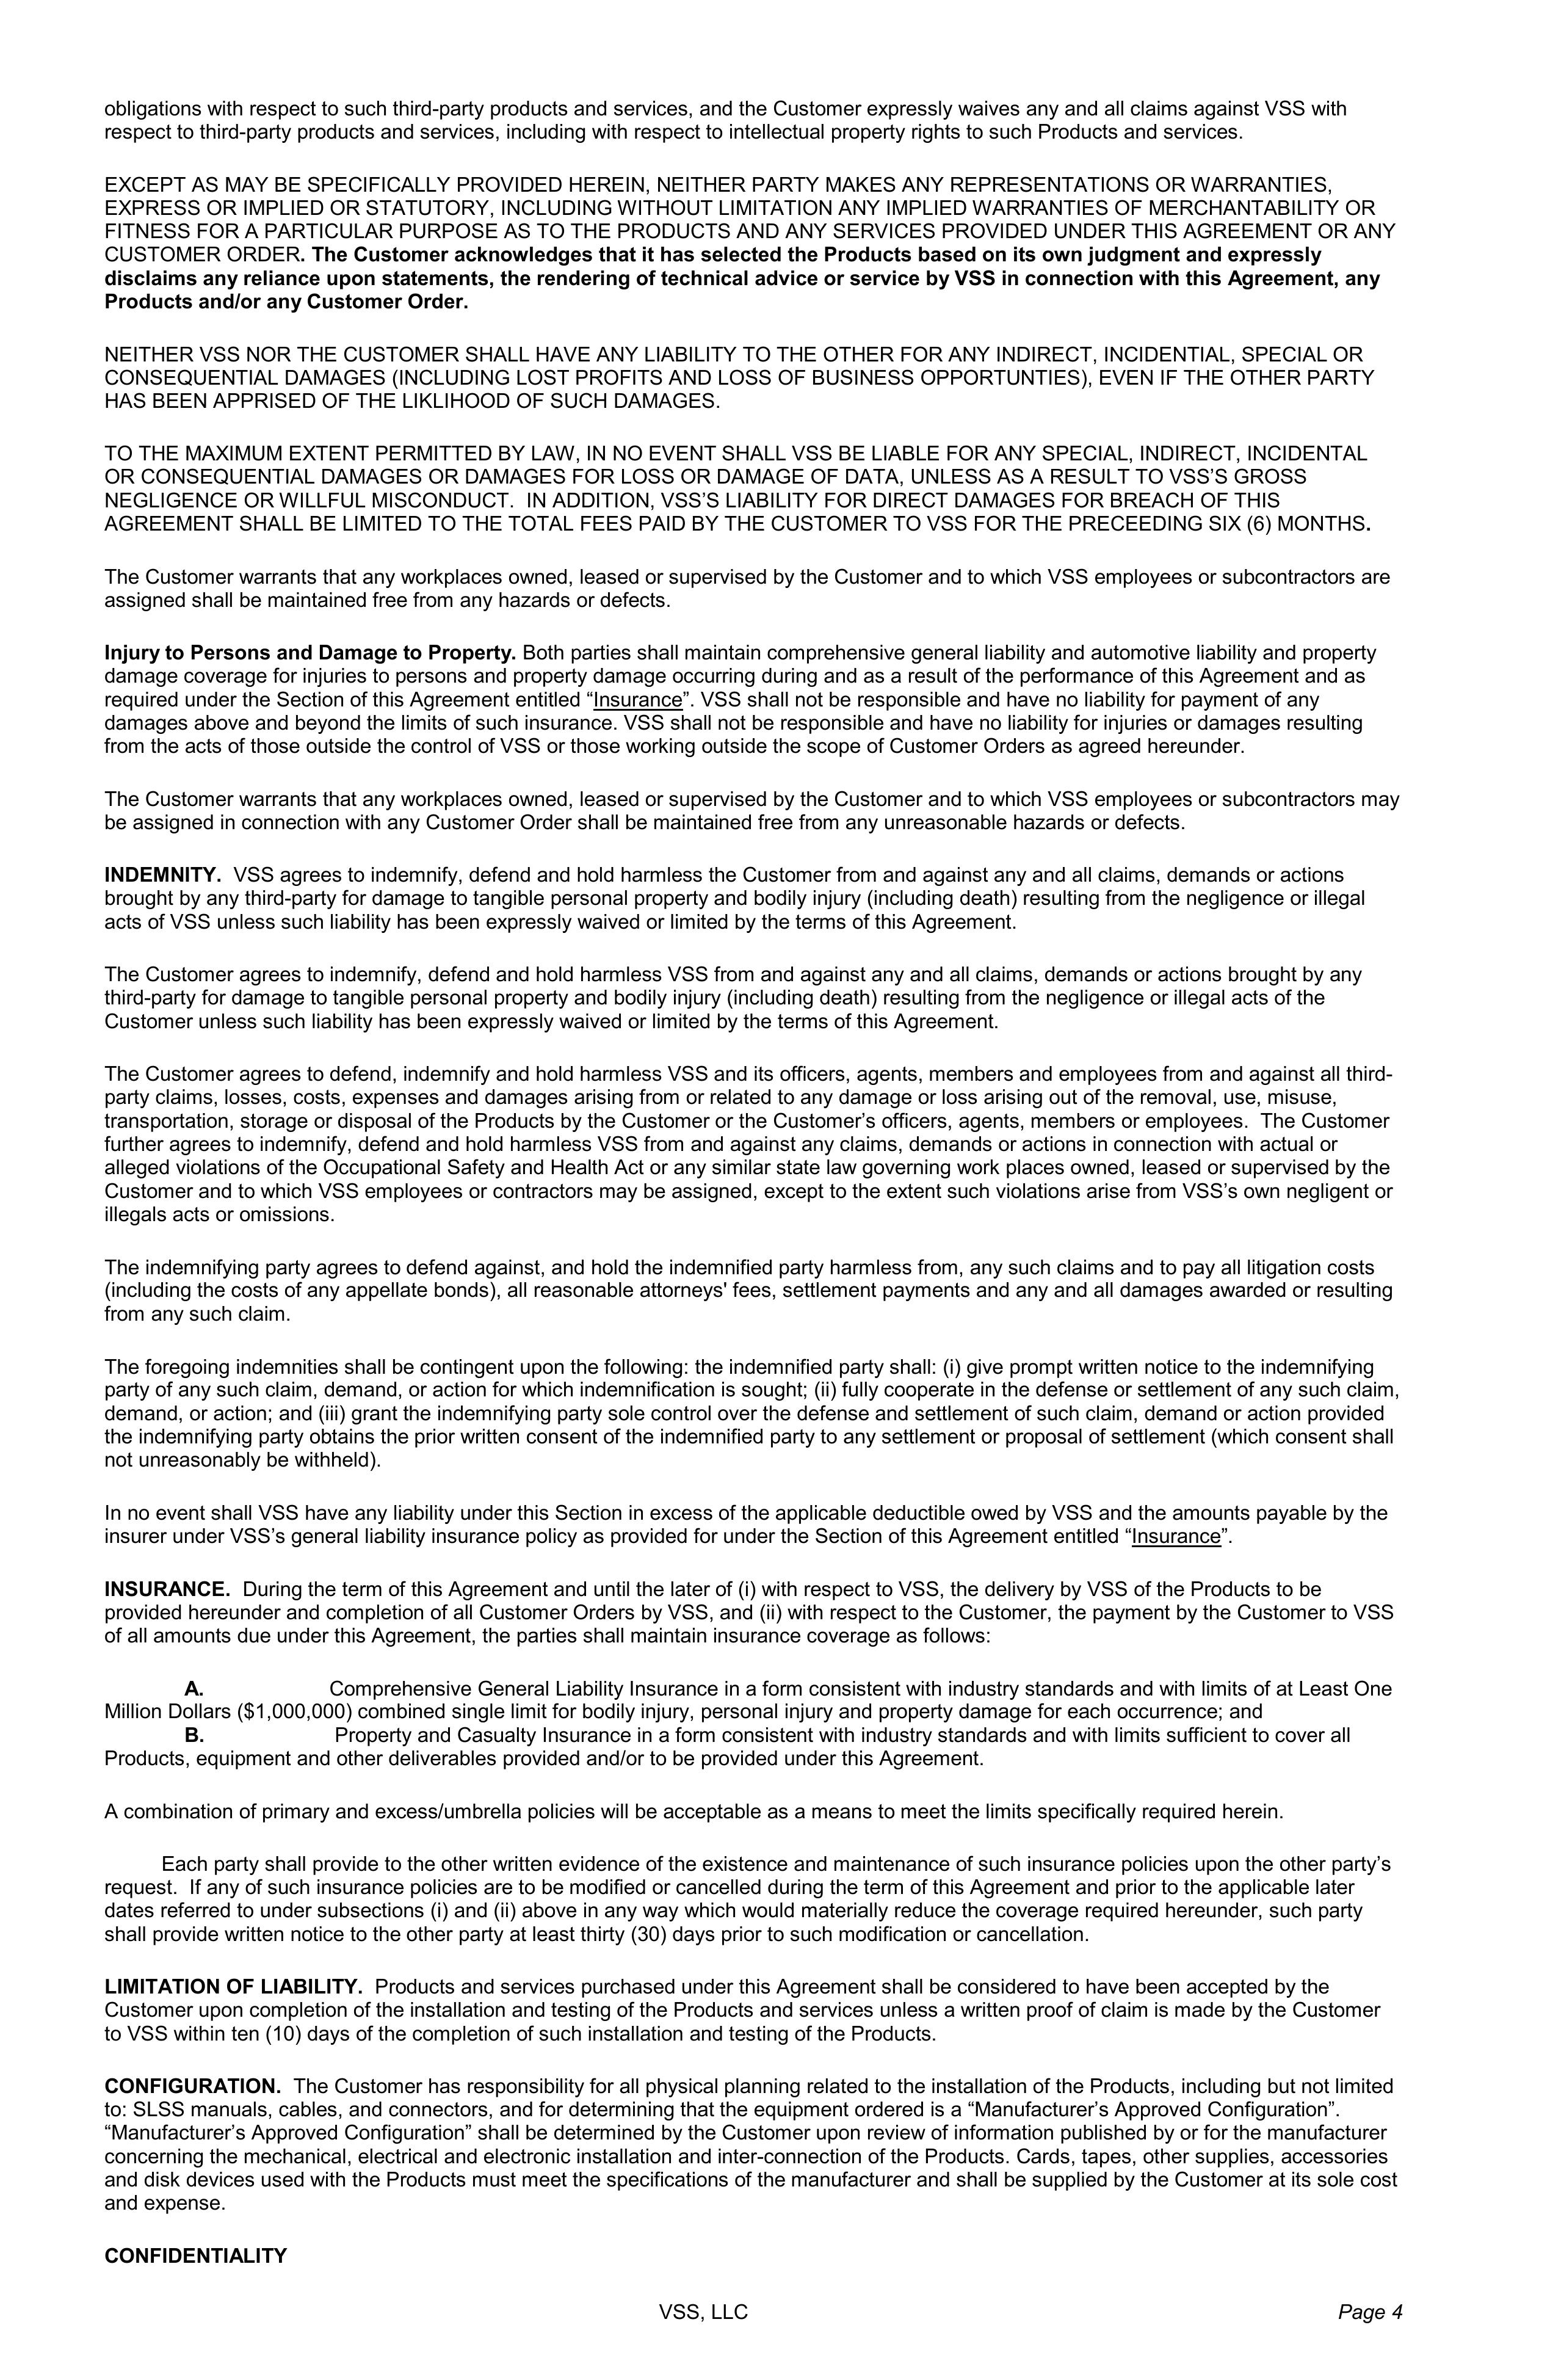 obligations with respect to such third-party products and services, and the Customer expressly waives any and all claims against VSS with
respect to third-party products and services, including with respect to intellectual property rights to such Products and services.
EXCEPT AS MAY BE SPECIFICALLY PROVIDED HEREIN, NEITHER PARTY MAKES ANY REPRESENTATIONS OR WARRANTIES,
EXPRESS OR IMPLIED OR STATUTORY, INCLUDING WITHOUT LIMITATION ANY IMPLIED WARRANTIES OF MERCHANTABILITY OR
FITNESS FOR A PARTICULAR PURPOSE AS TO THE PRODUCTS AND ANY SERVICES PROVIDED UNDER THIS AGREEMENT OR ANY
CUSTOMER ORDER. The Customer acknowledges that it has selected the Products based on its own judgment and expressly
disclaims any reliance upon statements, the rendering of technical advice or service by VSS in connection with this Agreement, any
Products and/or any Customer Order.
NEITHER VSS NOR THE CUSTOMER SHALL HAVE ANY LIABILITY TO THE OTHER FOR ANY INDIRECT, INCIDENTIAL, SPECIAL OR
CONSEQUENTIAL DAMAGES (INCLUDING LOST PROFITS AND LOSS OF BUSINESS OPPORTUNTIES), EVEN IF THE OTHER PARTY
HAS BEEN APPRISED OF THE LIKLIHOOD OF SUCH DAMAGES.
TO THE MAXIMUM EXTENT PERMITTED BY LAW, IN NO EVENT SHALL VSS BE LIABLE FOR ANY SPECIAL, INDIRECT, INCIDENTAL
OR CONSEQUENTIAL DAMAGES OR DAMAGES FOR LOSS OR DAMAGE OF DATA, UNLESS AS A RESULT TO VSS’S GROSS
NEGLIGENCE OR WILLFUL MISCONDUCT.  IN ADDITION, VSS’S LIABILITY FOR DIRECT DAMAGES FOR BREACH OF THIS
AGREEMENT SHALL BE LIMITED TO THE TOTAL FEES PAID BY THE CUSTOMER TO VSS FOR THE PRECEEDING SIX (6) MONTHS.
The Customer warrants that any workplaces owned, leased or supervised by the Customer and to which VSS employees or subcontractors are
assigned shall be maintained free from any hazards or defects.
Injury to Persons and Damage to Property. Both parties shall maintain comprehensive general liability and automotive liability and property
damage coverage for injuries to persons and property damage occurring during and as a result of the performance of this Agreement and as
required under the Section of this Agreement entitled “Insurance”. VSS shall not be responsible and have no liability for payment of any
damages above and beyond the limits of such insurance. VSS shall not be responsible and have no liability for injuries or damages resulting
from the acts of those outside the control of VSS or those working outside the scope of Customer Orders as agreed hereunder.
The Customer warrants that any workplaces owned, leased or supervised by the Customer and to which VSS employees or subcontractors may
be assigned in connection with any Customer Order shall be maintained free from any unreasonable hazards or defects.
INDEMNITY.  VSS agrees to indemnify, defend and hold harmless the Customer from and against any and all claims, demands or actions
brought by any third-party for damage to tangible personal property and bodily injury (including death) resulting from the negligence or illegal
acts of VSS unless such liability has been expressly waived or limited by the terms of this Agreement.
The Customer agrees to indemnify, defend and hold harmless VSS from and against any and all claims, demands or actions brought by any
third-party for damage to tangible personal property and bodily injury (including death) resulting from the negligence or illegal acts of the
Customer unless such liability has been expressly waived or limited by the terms of this Agreement.
The Customer agrees to defend, indemnify and hold harmless VSS and its officers, agents, members and employees from and against all third-
party claims, losses, costs, expenses and damages arising from or related to any damage or loss arising out of the removal, use, misuse,
transportation, storage or disposal of the Products by the Customer or the Customer’s officers, agents, members or employees.  The Customer
further agrees to indemnify, defend and hold harmless VSS from and against any claims, demands or actions in connection with actual or
alleged violations of the Occupational Safety and Health Act or any similar state law governing work places owned, leased or supervised by the
Customer and to which VSS employees or contractors may be assigned, except to the extent such violations arise from VSS’s own negligent or
illegals acts or omissions.
The indemnifying party agrees to defend against, and hold the indemnified party harmless from, any such claims and to pay all litigation costs
(including the costs of any appellate bonds), all reasonable attorneys' fees, settlement payments and any and all damages awarded or resulting
from any such claim.
The foregoing indemnities shall be contingent upon the following: the indemnified party shall: (i) give prompt written notice to the indemnifying
party of any such claim, demand, or action for which indemnification is sought; (ii) fully cooperate in the defense or settlement of any such claim,
demand, or action; and (iii) grant the indemnifying party sole control over the defense and settlement of such claim, demand or action provided
the indemnifying party obtains the prior written consent of the indemnified party to any settlement or proposal of settlement (which consent shall
not unreasonably be withheld).
In no event shall VSS have any liability under this Section in excess of the applicable deductible owed by VSS and the amounts payable by the
insurer under VSS’s general liability insurance policy as provided for under the Section of this Agreement entitled “Insurance”.
INSURANCE.  During the term of this Agreement and until the later of (i) with respect to VSS, the delivery by VSS of the Products to be
provided hereunder and completion of all Customer Orders by VSS, and (ii) with respect to the Customer, the payment by the Customer to VSS
of all amounts due under this Agreement, the parties shall maintain insurance coverage as follows:
A. Comprehensive General Liability Insurance in a form consistent with industry standards and with limits of at Least One
Million Dollars ($1,000,000) combined single limit for bodily injury, personal injury and property damage for each occurrence; and
B. Property and Casualty Insurance in a form consistent with industry standards and with limits sufficient to cover all
Products, equipment and other deliverables provided and/or to be provided under this Agreement.
A combination of primary and excess/umbrella policies will be acceptable as a means to meet the limits specifically required herein.
Each party shall provide to the other written evidence of the existence and maintenance of such insurance policies upon the other party’s
request.  If any of such insurance policies are to be modified or cancelled during the term of this Agreement and prior to the applicable later
dates referred to under subsections (i) and (ii) above in any way which would materially reduce the coverage required hereunder, such party
shall provide written notice to the other party at least thirty (30) days prior to such modification or cancellation.
LIMITATION OF LIABILITY.  Products and services purchased under this Agreement shall be considered to have been accepted by the
Customer upon completion of the installation and testing of the Products and services unless a written proof of claim is made by the Customer
to VSS within ten (10) days of the completion of such installation and testing of the Products.
CONFIGURATION.  The Customer has responsibility for all physical planning related to the installation of the Products, including but not limited
to: SLSS manuals, cables, and connectors, and for determining that the equipment ordered is a “Manufacturer’s Approved Configuration”.
“Manufacturer’s Approved Configuration” shall be determined by the Customer upon review of information published by or for the manufacturer
concerning the mechanical, electrical and electronic installation and inter-connection of the Products. Cards, tapes, other supplies, accessories
and disk devices used with the Products must meet the specifications of the manufacturer and shall be supplied by the Customer at its sole cost
and expense.
CONFIDENTIALITY
VSS, LLC
Page 4